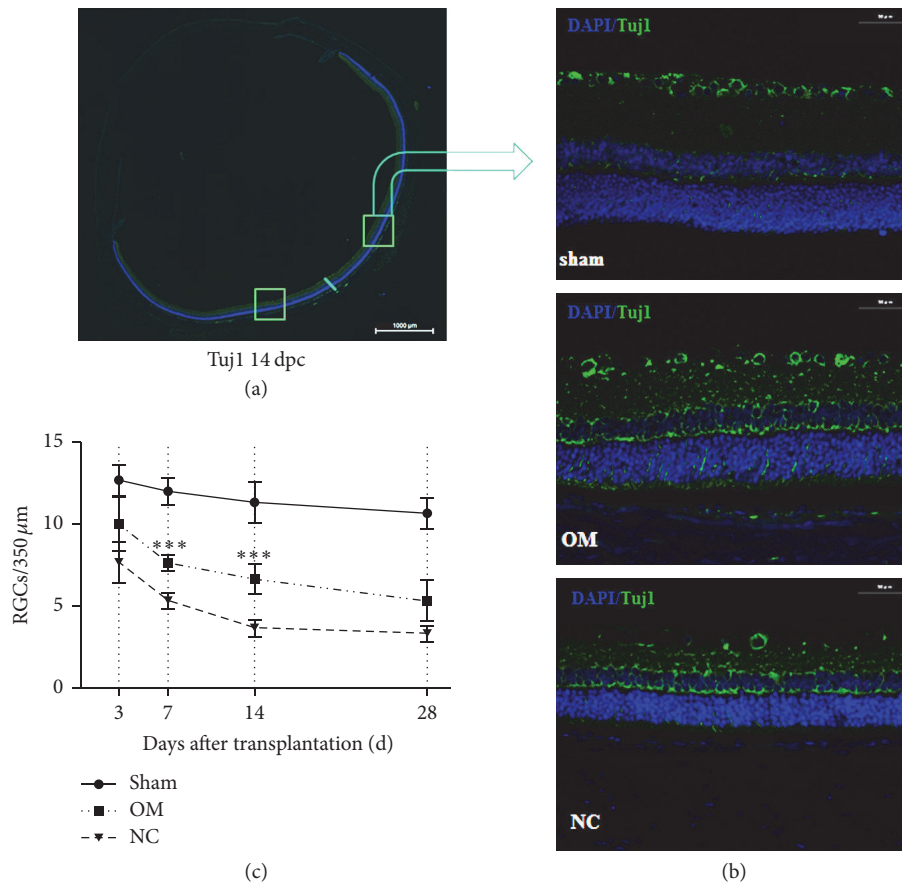 1000 µm
Tuj1 14 dpc
(a)
DAPI/Tuj1
sham
DAPI/Tuj1
OM
DAPI/Tuj1
NC
(b)
RGCs/350 µm
15
10
5
0
***
***
3 7 14 28
Days after transplantation (d)
Sham
OM
NC
(c)